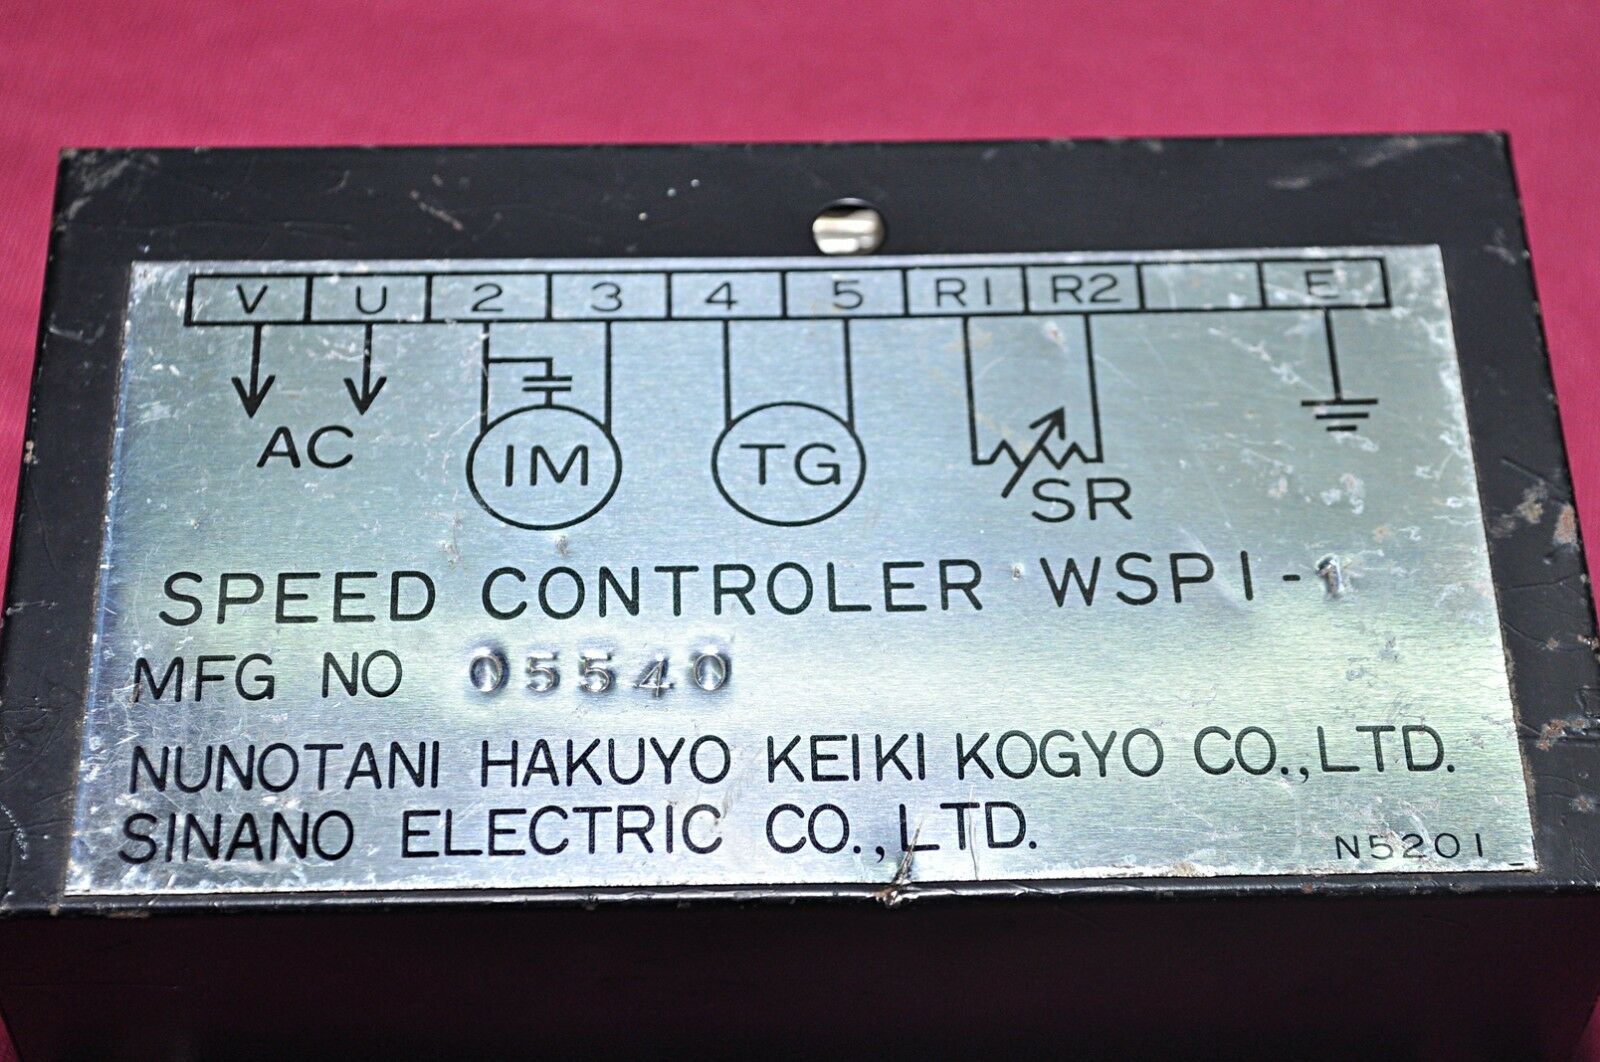 V U 2 3 4 5 R1 R2 E
AC IM TG SR
SPEED CONTROLER WSP1-1
MFG NO 05540
NUNOTANI HAKUYO KEIKI KOGYO CO.,LTD.
SINANO ELECTRIC CO.,LTD.
N5201